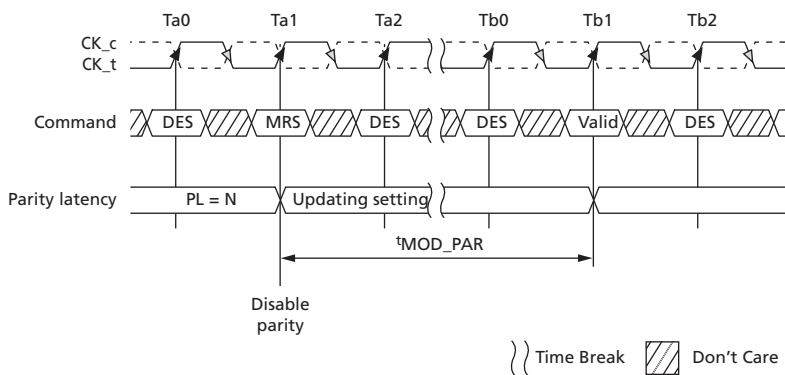 Ta0 Ta1 Ta2 Tb0 Tb1 Tb2
CK_c
CK_t
Command DES MRS DES DES Valid DES
Parity latency PL = N Updating setting
tMOD_PAR
Disable
parity
Time Break Don't Care